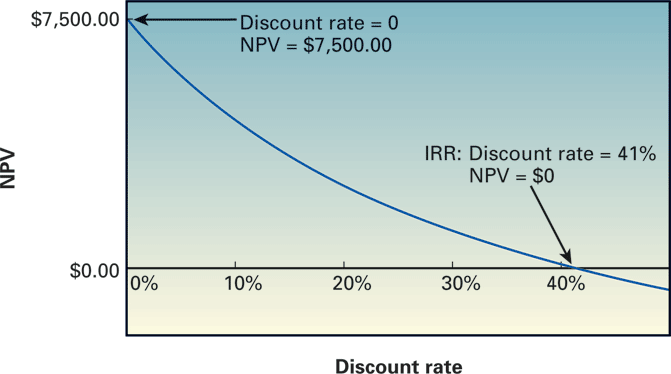 $7,500.00
Discount rate = 0
NPV = $7,500.00
IRR: Discount rate = 41%
NPV = $0
NPV
$0.00
0%
10%
20%
30%
40%
Discount rate